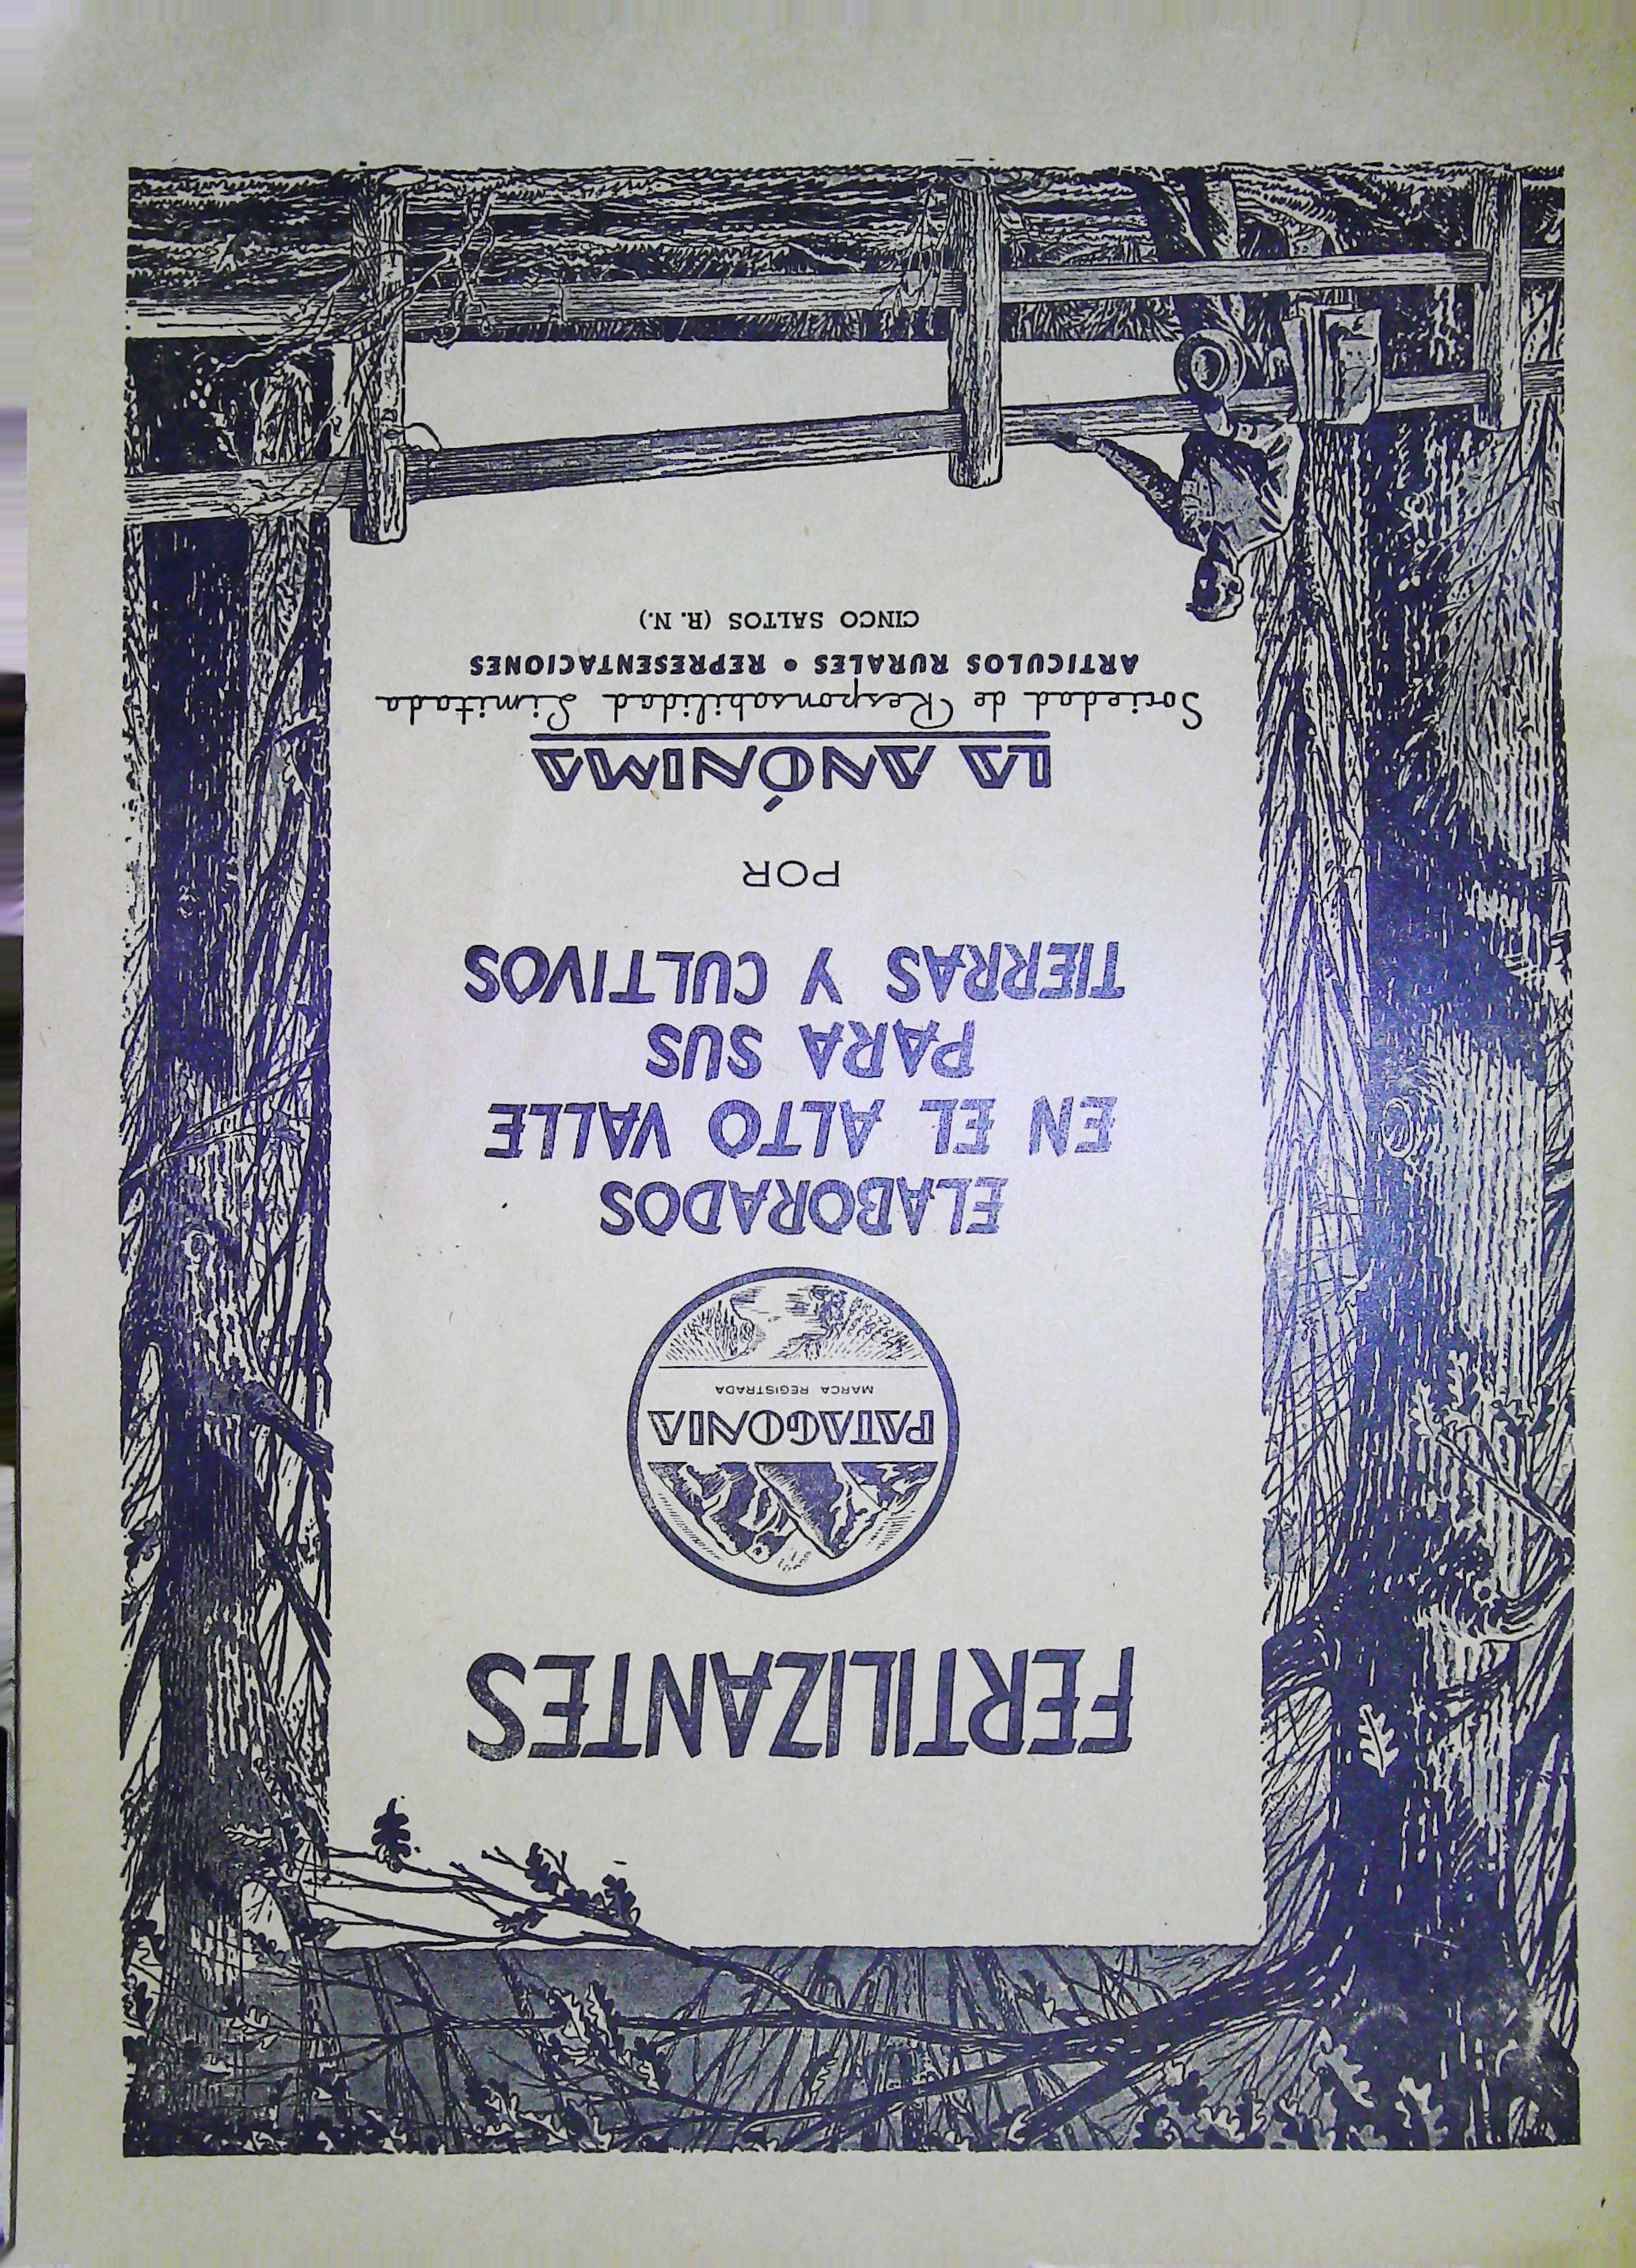 FERTILIZANTES
PATAGONIA
MARCA REGISTRADA
ELABORADOS
EN EL ALTO VALLE
PARA SUS
TIERRAS Y CULTIVOS
POR
LA ANÓNIMA
Sociedad de Responsabilidad Limitada
ARTICULOS RURALES • REPRESENTACIONES
CINCO SALTOS (R. N.)